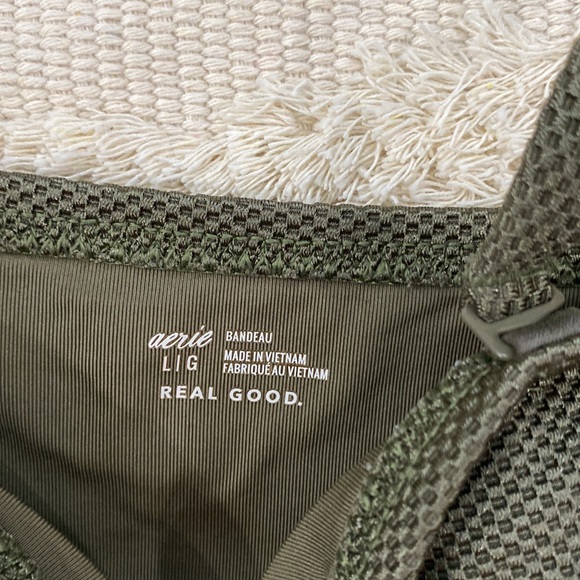 aerie
BANDEAU
L I G
MADE IN VIETNAM
FABRIQUÉ AU VIETNAM
REAL GOOD.